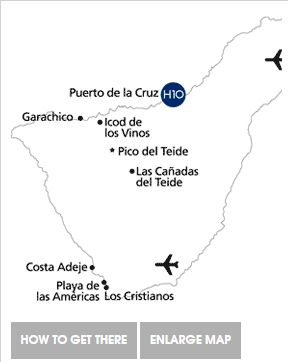 Puerto de la Cruz H10
Garachico
Icod de
los Vinos
Pico del Teide
Las Cañadas
del Teide
Costa Adeje
Playa de
las Américas
Los Cristianos
HOW TO GET THERE
ENLARGE MAP